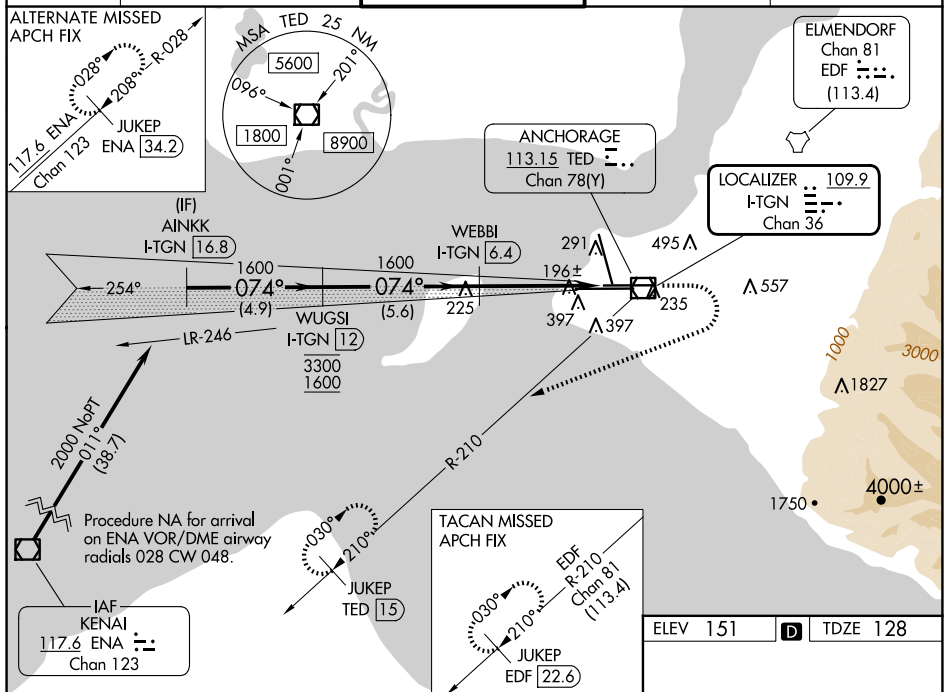 ALTERNATE MISSED
APCH FIX
028°
208°
R-028
117.6 ENA
Chan 123
JUKEP
ENA 34.2
MSA TED 25 NM
5600
201°
096°
1800
8900
001°
ELMENDORF
Chan 81
EDF
(113.4)
ANCHORAGE
113.15 TED
Chan 78(Y)
LOCALIZER 109.9
I-TGN
Chan 36
(IF)
AINKK
I-TGN 16.8
WEBBI
I-TGN 6.4
291
495
254°
1600
074°
(4.9)
1600
074°
(5.6)
196±
225
235
557
397
397
WUGSI
I-TGN 12
3300
1600
LR-246
1000
3000
1827
2000 NoPT
011°
(38.7)
R-210
1750
4000±
Procedure NA for arrival
on ENA VOR/DME airway
radials 028 CW 048.
030°
210°
JUKEP
TED 15
TACAN MISSED
APCH FIX
EDF
R-210
Chan 81
(113.4)
030°
210°
JUKEP
EDF 22.6
IAF
KENAI
117.6 ENA
Chan 123
ELEV 151 D TDZE 128